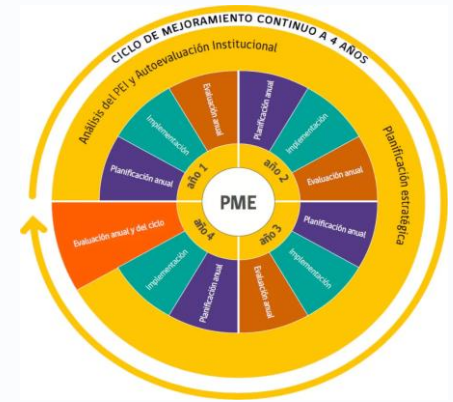 CICLO DE MEJORAMIENTO CONTINUO A 4 AÑOS
Análisis del PEI y Autoevaluación Institucional
Planificación estratégica
PME
año 1
Planificación anual
Implementación
Evaluación anual
año 2
Planificación anual
Implementación
Evaluación anual
año 3
Planificación anual
Implementación
Evaluación anual
año 4
Planificación anual
Implementación
Evaluación anual y del ciclo